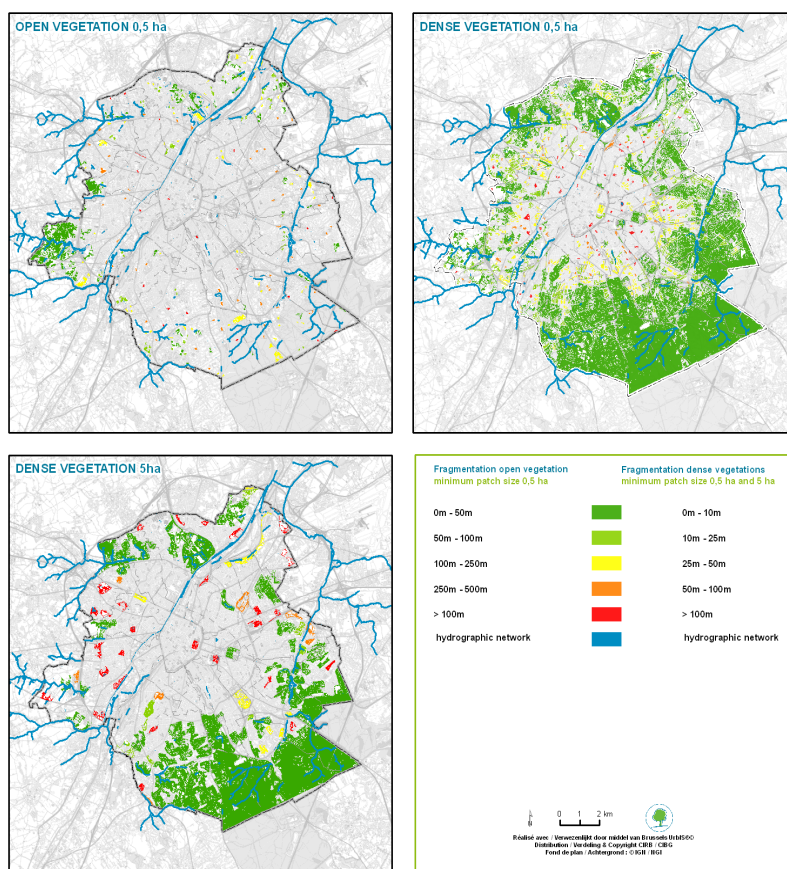 OPEN VEGETATION 0,5 ha
DENSE VEGETATION 0,5 ha
DENSE VEGETATION 5ha
Fragmentation open vegetation
minimum patch size 0,5 ha
Fragmentation dense vegetations
minimum patch size 0,5 ha and 5 ha
0m - 50m
0m - 10m
50m - 100m
10m - 25m
100m - 250m
25m - 50m
250m - 500m
50m - 100m
> 100m
> 100m
hydrographic network
hydrographic network
0 1 2 km
Réalisé avec / Verwezenlijkt door middel van Brussels UrbIS©®
Distribution / Verdeling & Copyright CIRB / CIBG
Fond de plan / Achtergrond : © IGN / NGI